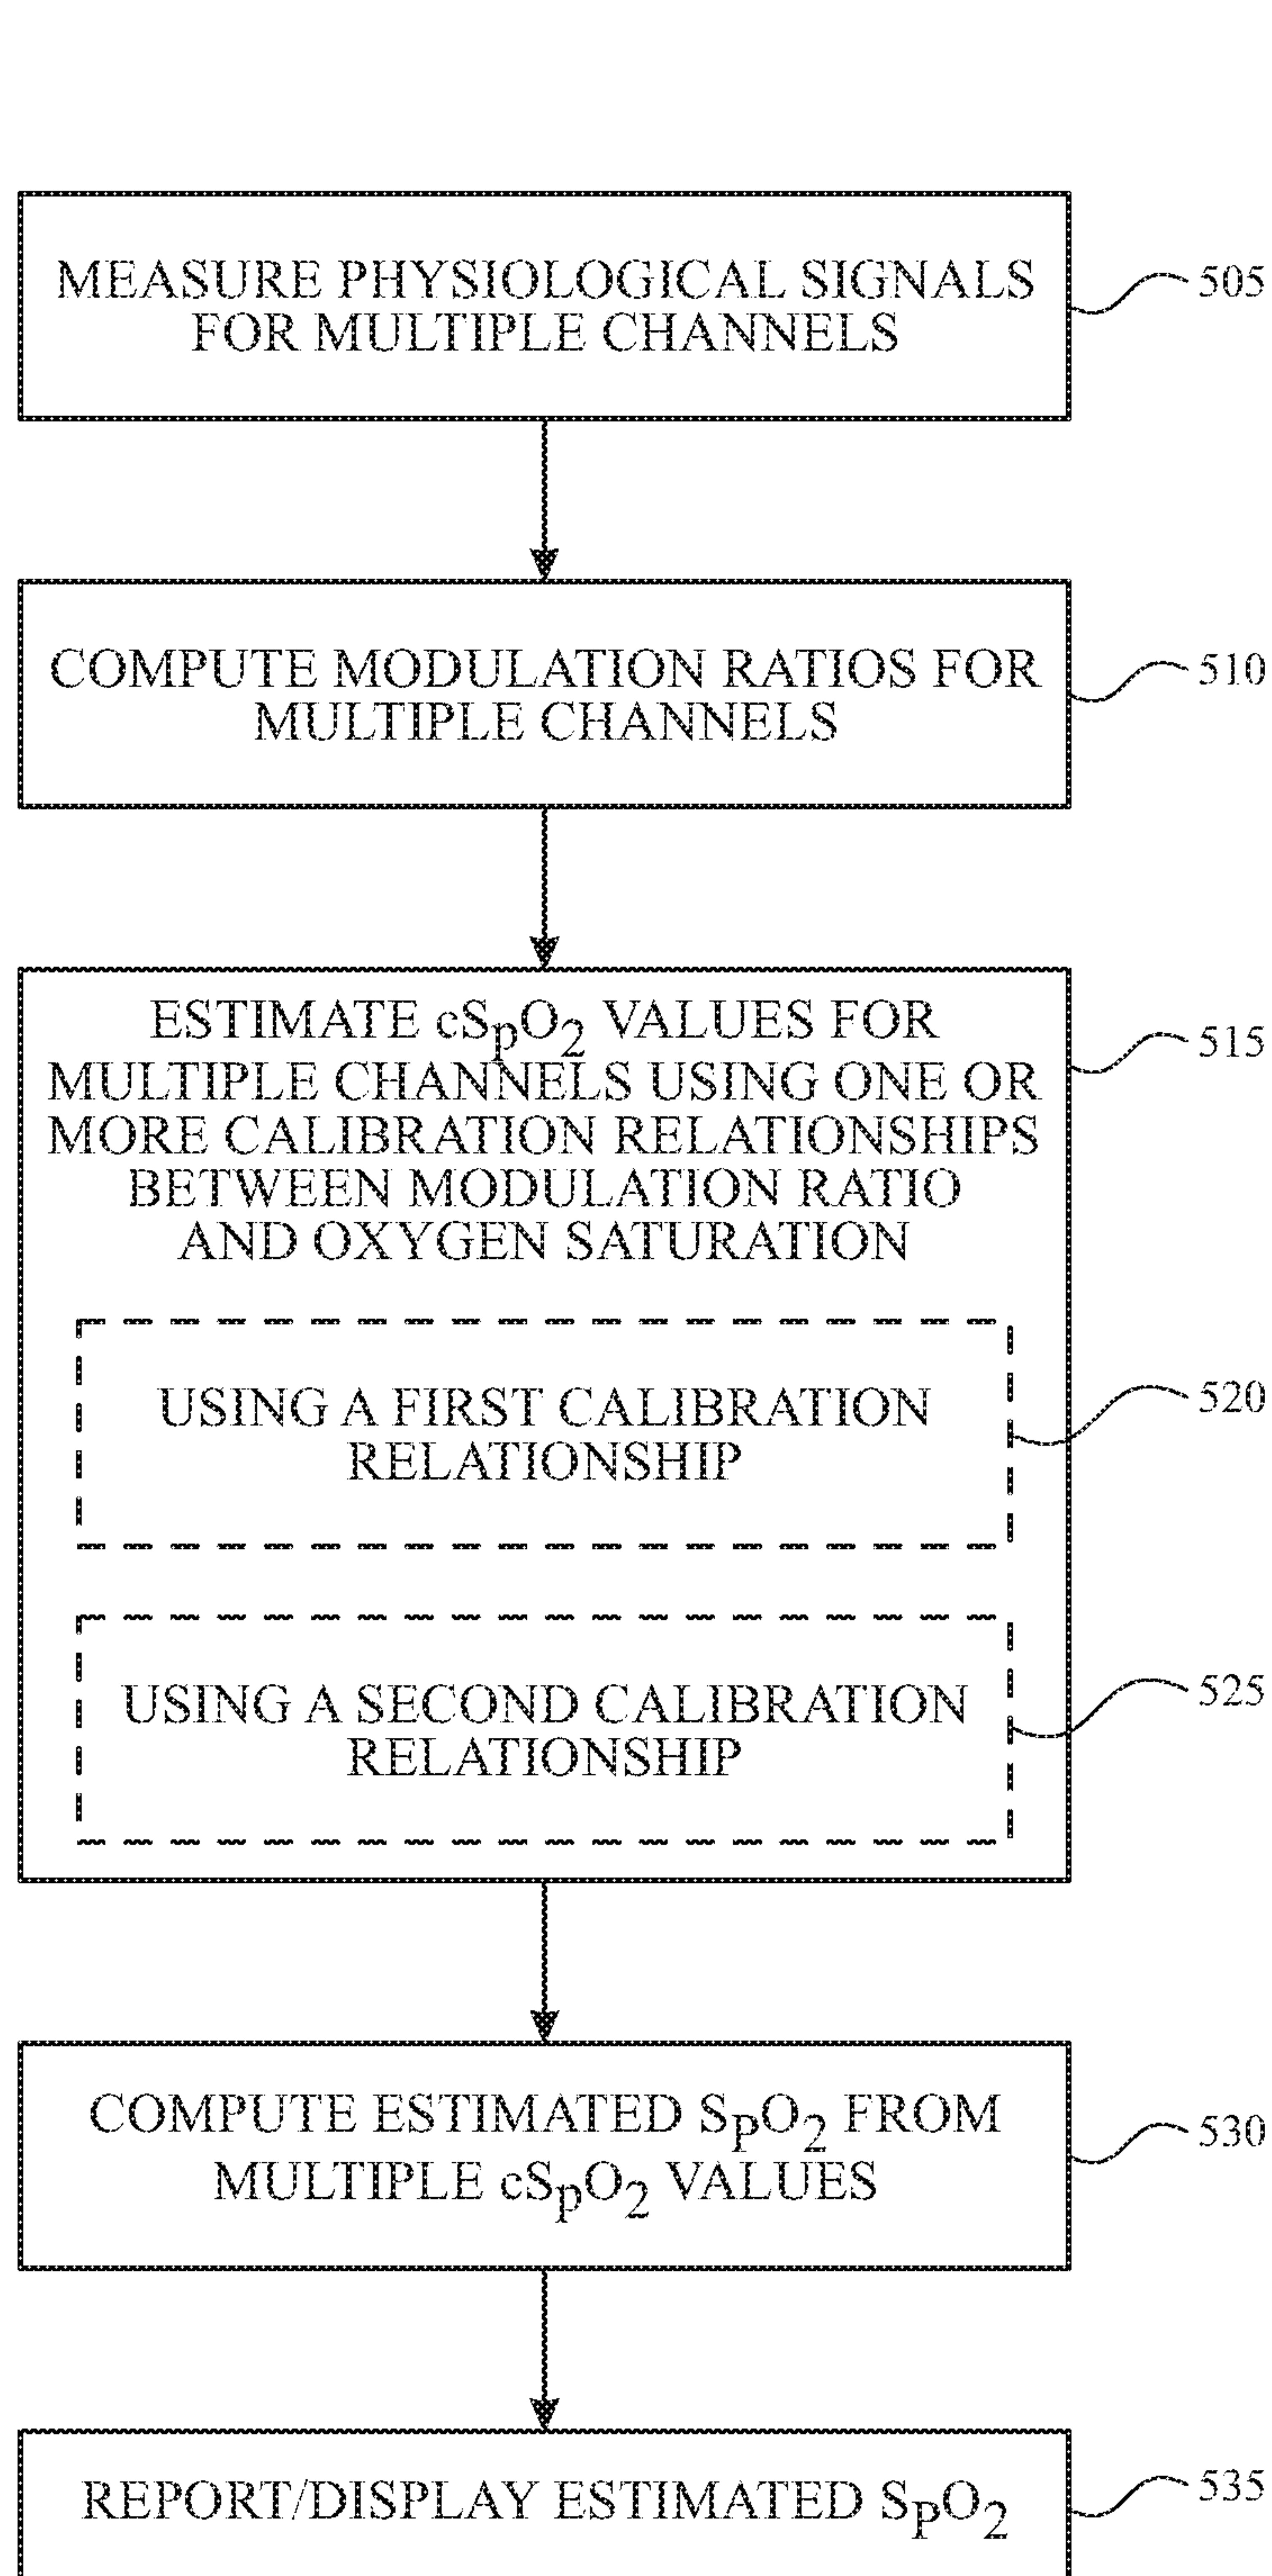 MEASURE PHYSIOLOGICAL SIGNALS
FOR MULTIPLE CHANNELS
505
COMPUTE MODULATION RATIOS FOR
MULTIPLE CHANNELS
510
ESTIMATE cSpO2 VALUES FOR
MULTIPLE CHANNELS USING ONE OR
MORE CALIBRATION RELATIONSHIPS
BETWEEN MODULATION RATIO
AND OXYGEN SATURATION
515
USING A FIRST CALIBRATION
RELATIONSHIP
520
USING A SECOND CALIBRATION
RELATIONSHIP
525
COMPUTE ESTIMATED SPO2 FROM
MULTIPLE cSpO2 VALUES
530
REPORT/DISPLAY ESTIMATED SPO2
535